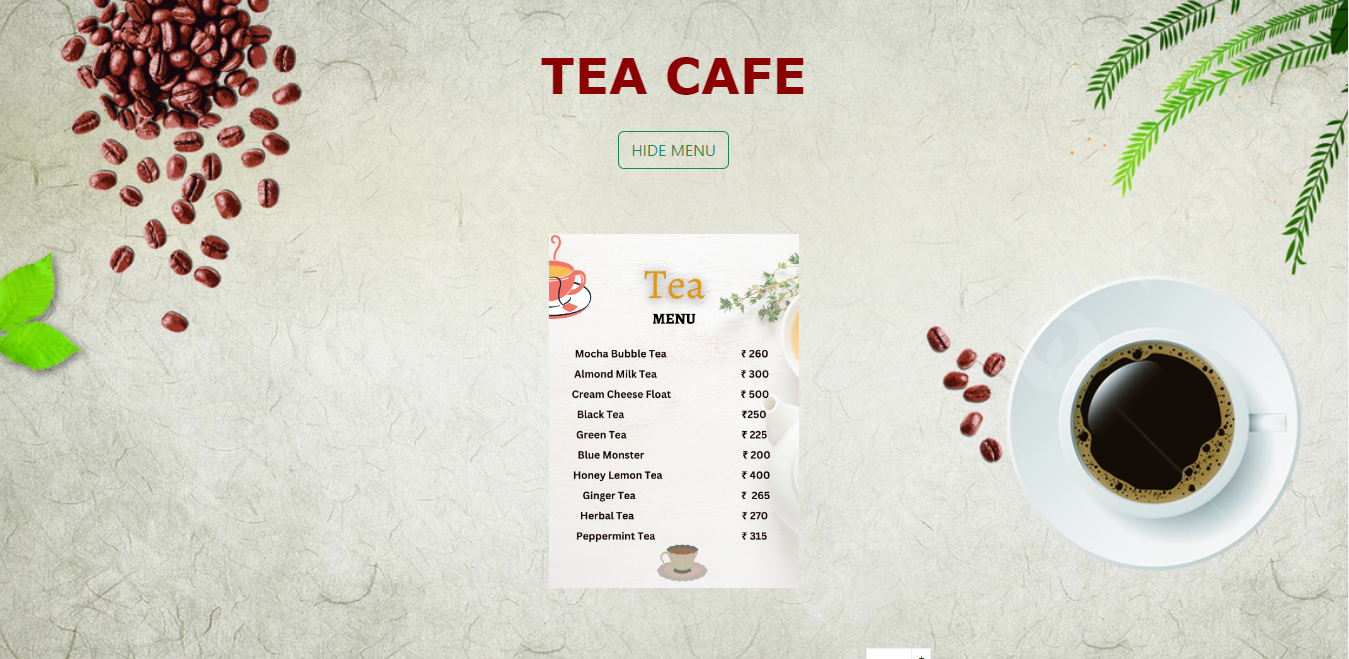 TEA CAFE
HIDE MENU
Tea
MENU
Mocha Bubble Tea ₹ 260
Almond Milk Tea ₹ 300
Cream Cheese Float ₹ 500
Black Tea ₹250
Green Tea ₹ 225
Blue Monster ₹ 200
Honey Lemon Tea ₹ 400
Ginger Tea ₹ 265
Herbal Tea ₹ 270
Peppermint Tea ₹ 315
+